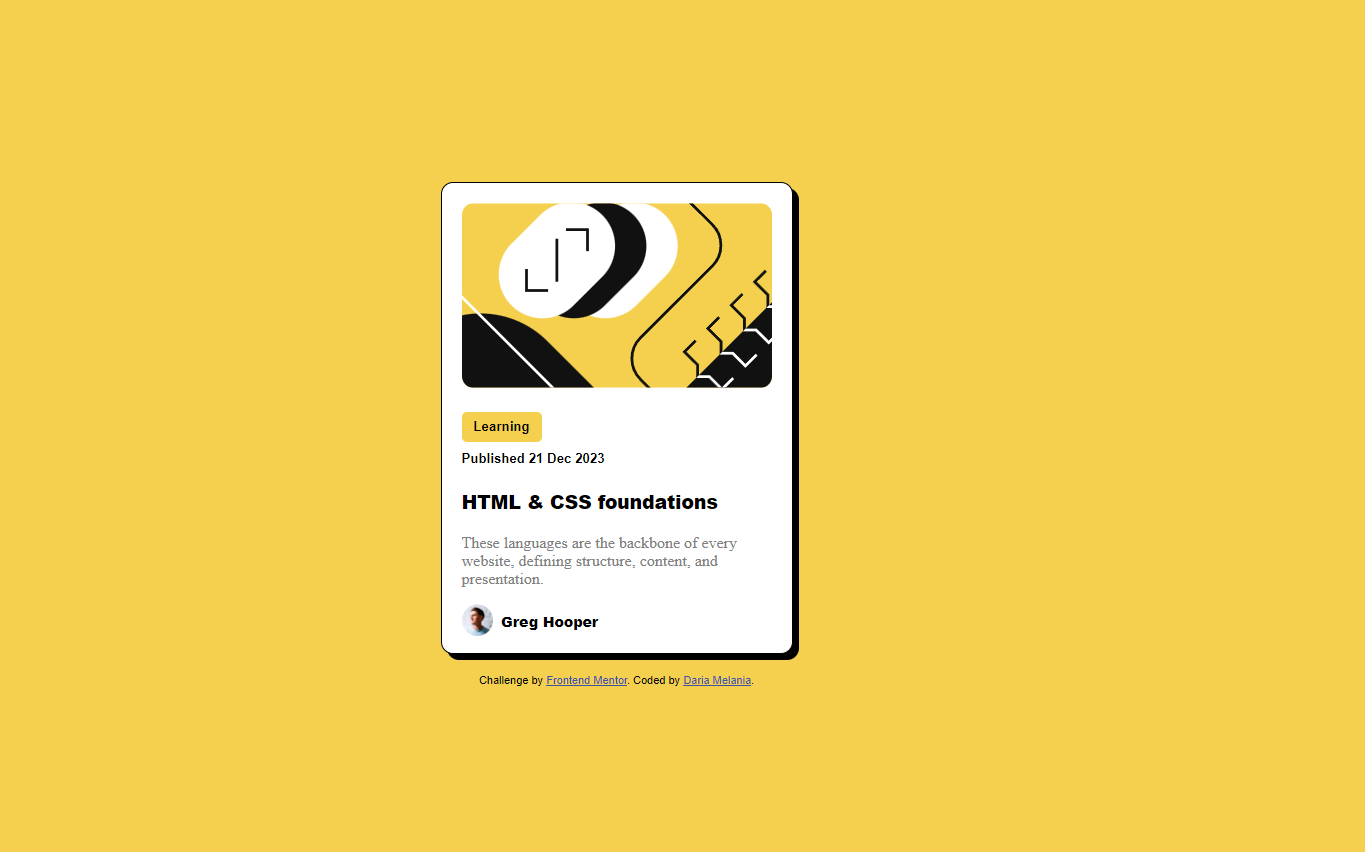 Learning
Published 21 Dec 2023
HTML & CSS foundations
These languages are the backbone of every
website, defining structure, content, and
presentation.
Greg Hooper
Challenge by Frontend Mentor. Coded by Daria Melania.